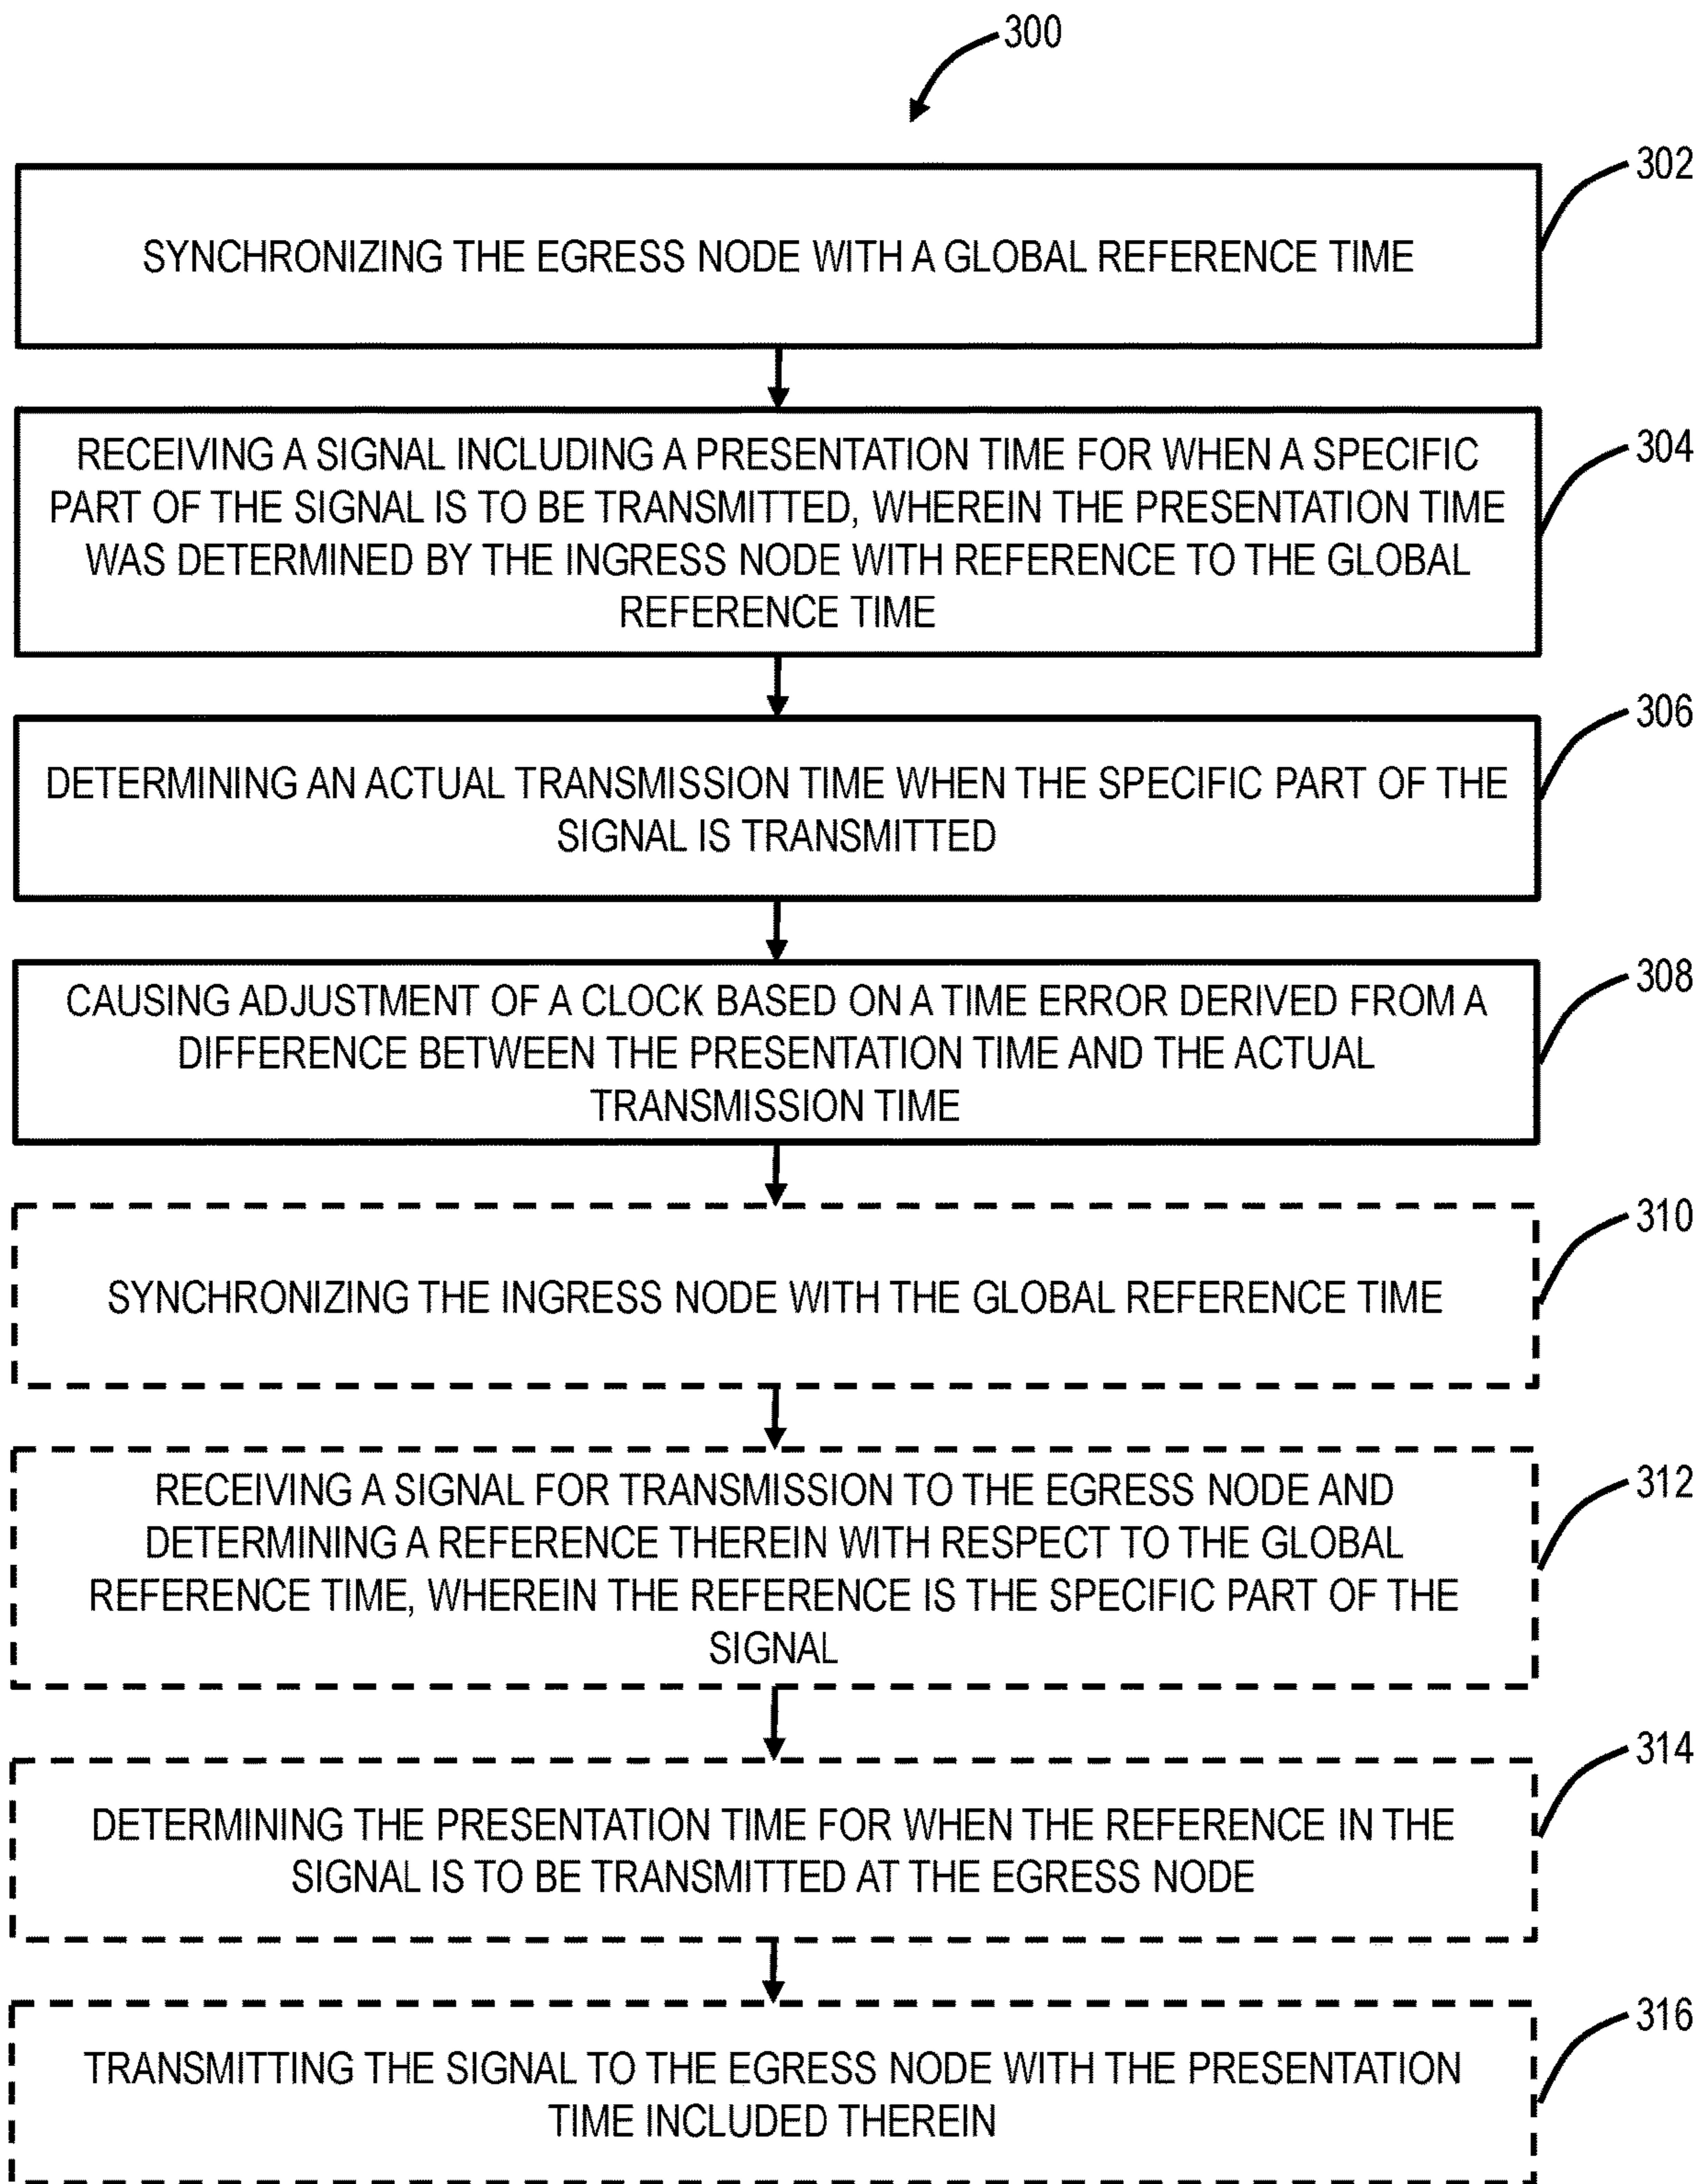 300
302
SYNCHRONIZING THE EGRESS NODE WITH A GLOBAL REFERENCE TIME
304
RECEIVING A SIGNAL INCLUDING A PRESENTATION TIME FOR WHEN A SPECIFIC
PART OF THE SIGNAL IS TO BE TRANSMITTED, WHEREIN THE PRESENTATION TIME
WAS DETERMINED BY THE INGRESS NODE WITH REFERENCE TO THE GLOBAL
REFERENCE TIME
306
DETERMINING AN ACTUAL TRANSMISSION TIME WHEN THE SPECIFIC PART OF THE
SIGNAL IS TRANSMITTED
308
CAUSING ADJUSTMENT OF A CLOCK BASED ON A TIME ERROR DERIVED FROM A
DIFFERENCE BETWEEN THE PRESENTATION TIME AND THE ACTUAL
TRANSMISSION TIME
310
SYNCHRONIZING THE INGRESS NODE WITH THE GLOBAL REFERENCE TIME
312
RECEIVING A SIGNAL FOR TRANSMISSION TO THE EGRESS NODE AND
DETERMINING A REFERENCE THEREIN WITH RESPECT TO THE GLOBAL
REFERENCE TIME, WHEREIN THE REFERENCE IS THE SPECIFIC PART OF THE
SIGNAL
314
DETERMINING THE PRESENTATION TIME FOR WHEN THE REFERENCE IN THE
SIGNAL IS TO BE TRANSMITTED AT THE EGRESS NODE
316
TRANSMITTING THE SIGNAL TO THE EGRESS NODE WITH THE PRESENTATION
TIME INCLUDED THEREIN